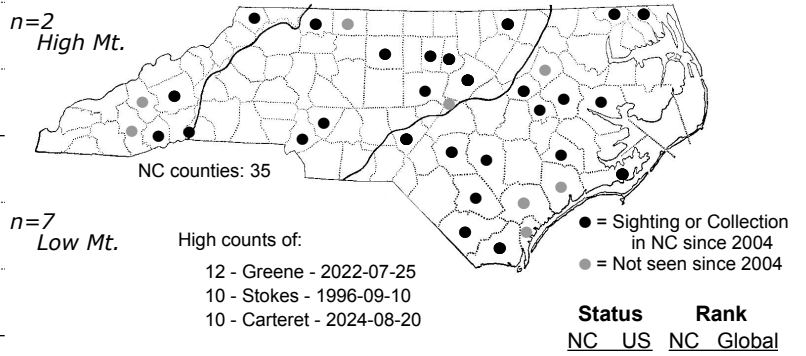 n=2
High Mt.
NC counties: 35
n=7
Low Mt.
High counts of:
12 - Greene - 2022-07-25
10 - Stokes - 1996-09-10
10 - Carteret - 2024-08-20
● = Sighting or Collection
in NC since 2004
● = Not seen since 2004
Status Rank
NC US NC Global